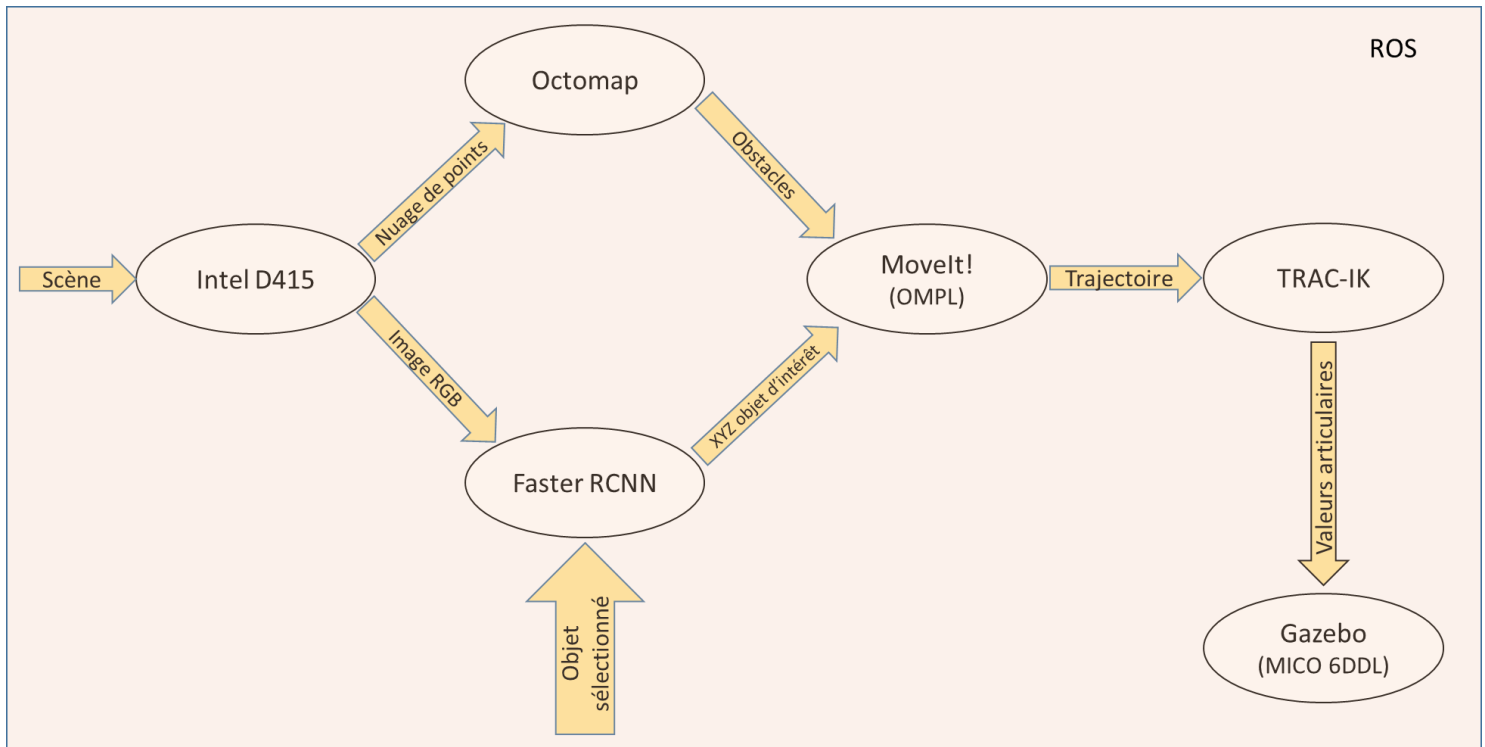 ROS
Octomap
Nuage de points
Obstacles
Scène
Intel D415
MoveIt!
(OMPL)
Trajectoire
TRAC-IK
Image RGB
XYZ objet d'intérêt
Faster RCNN
Valeurs articulaires
Objet
sélectionné
Gazebo
(MICO 6DDL)